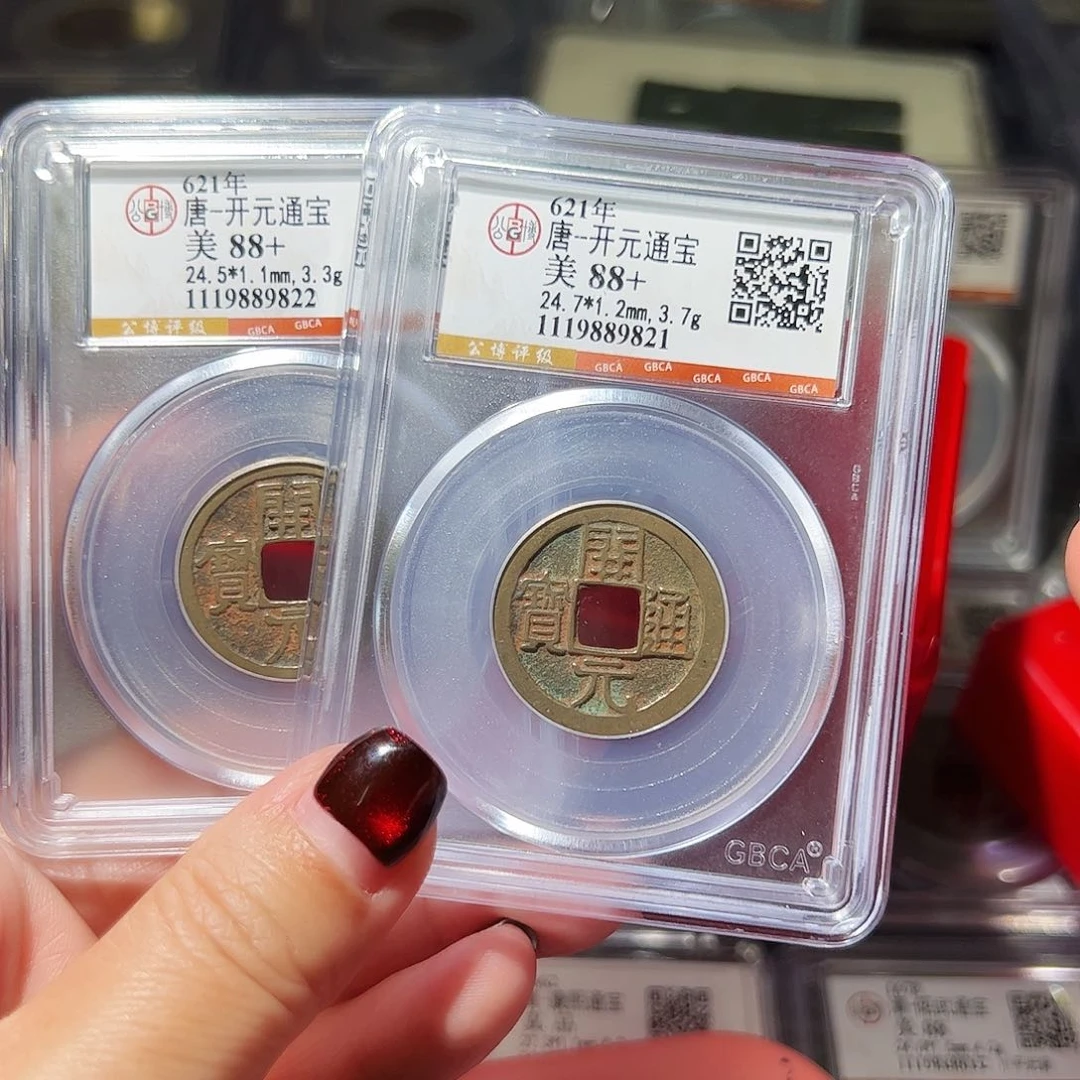 621年
唐-开元通宝
美 88+
24.5*1.1mm,3.3g
1119889822
公博评级
GBCA
GBCA
開
元
寶
621年
唐-开元通宝
美 88+
24.7*1.2mm,3.7g
1119889821
公博评级
GBCA
GBCA
GBCA
GBCA
GBCA
GBCA
開
元
通
寶
GBCA